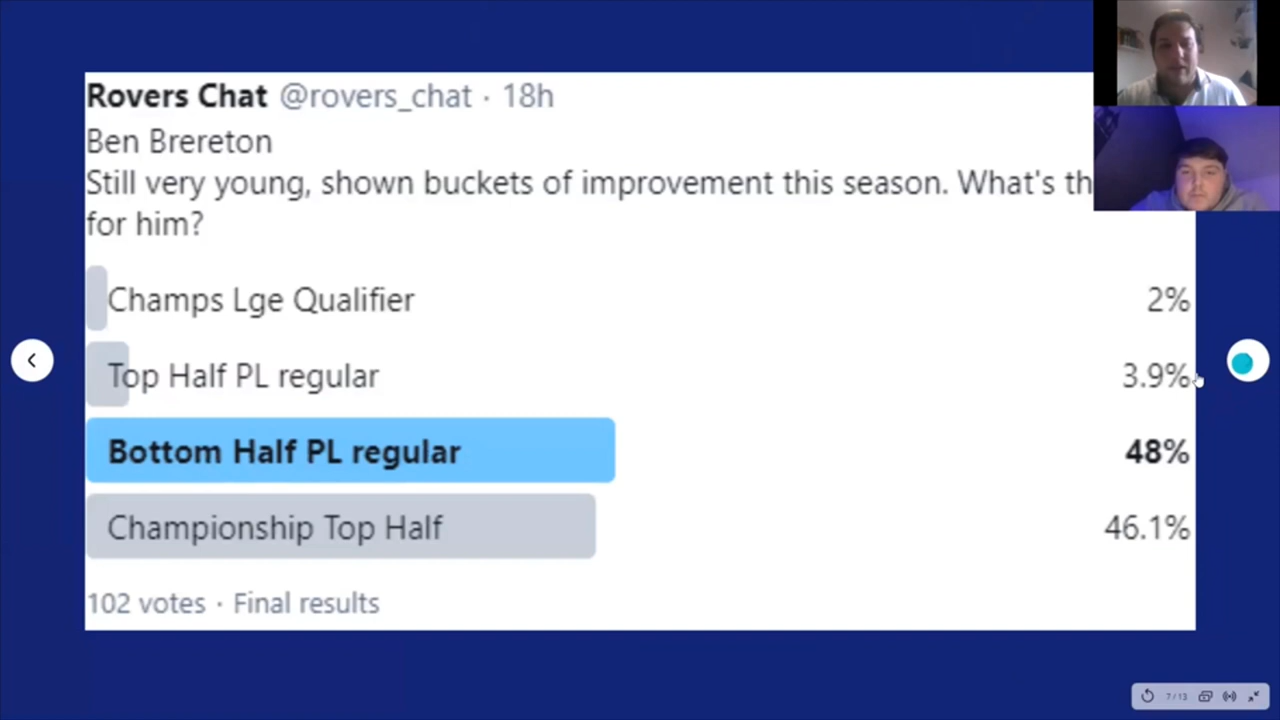 Rovers Chat @rovers_chat · 18h
Ben Brereton
Still very young, shown buckets of improvement this season. What's th
for him?
Champs Lge Qualifier 2%
Top Half PL regular 3.9%
Bottom Half PL regular 48%
Championship Top Half 46.1%
102 votes · Final results
7 / 13